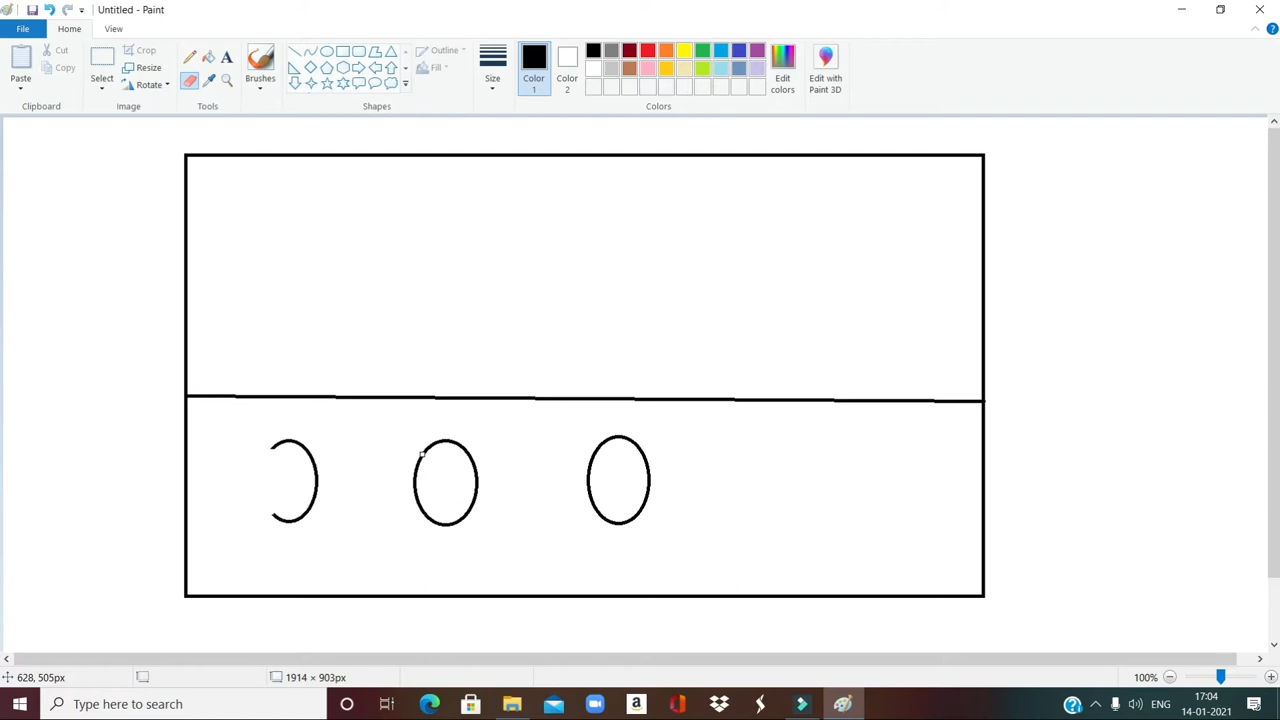 Untitled - Paint
File
Home
View
Paste
Cut
Copy
Clipboard
Select
Crop
Resize
Rotate
Image
A
Tools
Brushes
Shapes
Outline
Fill
Size
Color
1
Color
2
Colors
Edit
colors
Edit with
Paint 3D
628, 505px
1914 × 903px
100%
Type here to search
ENG
17:04
14-01-2021